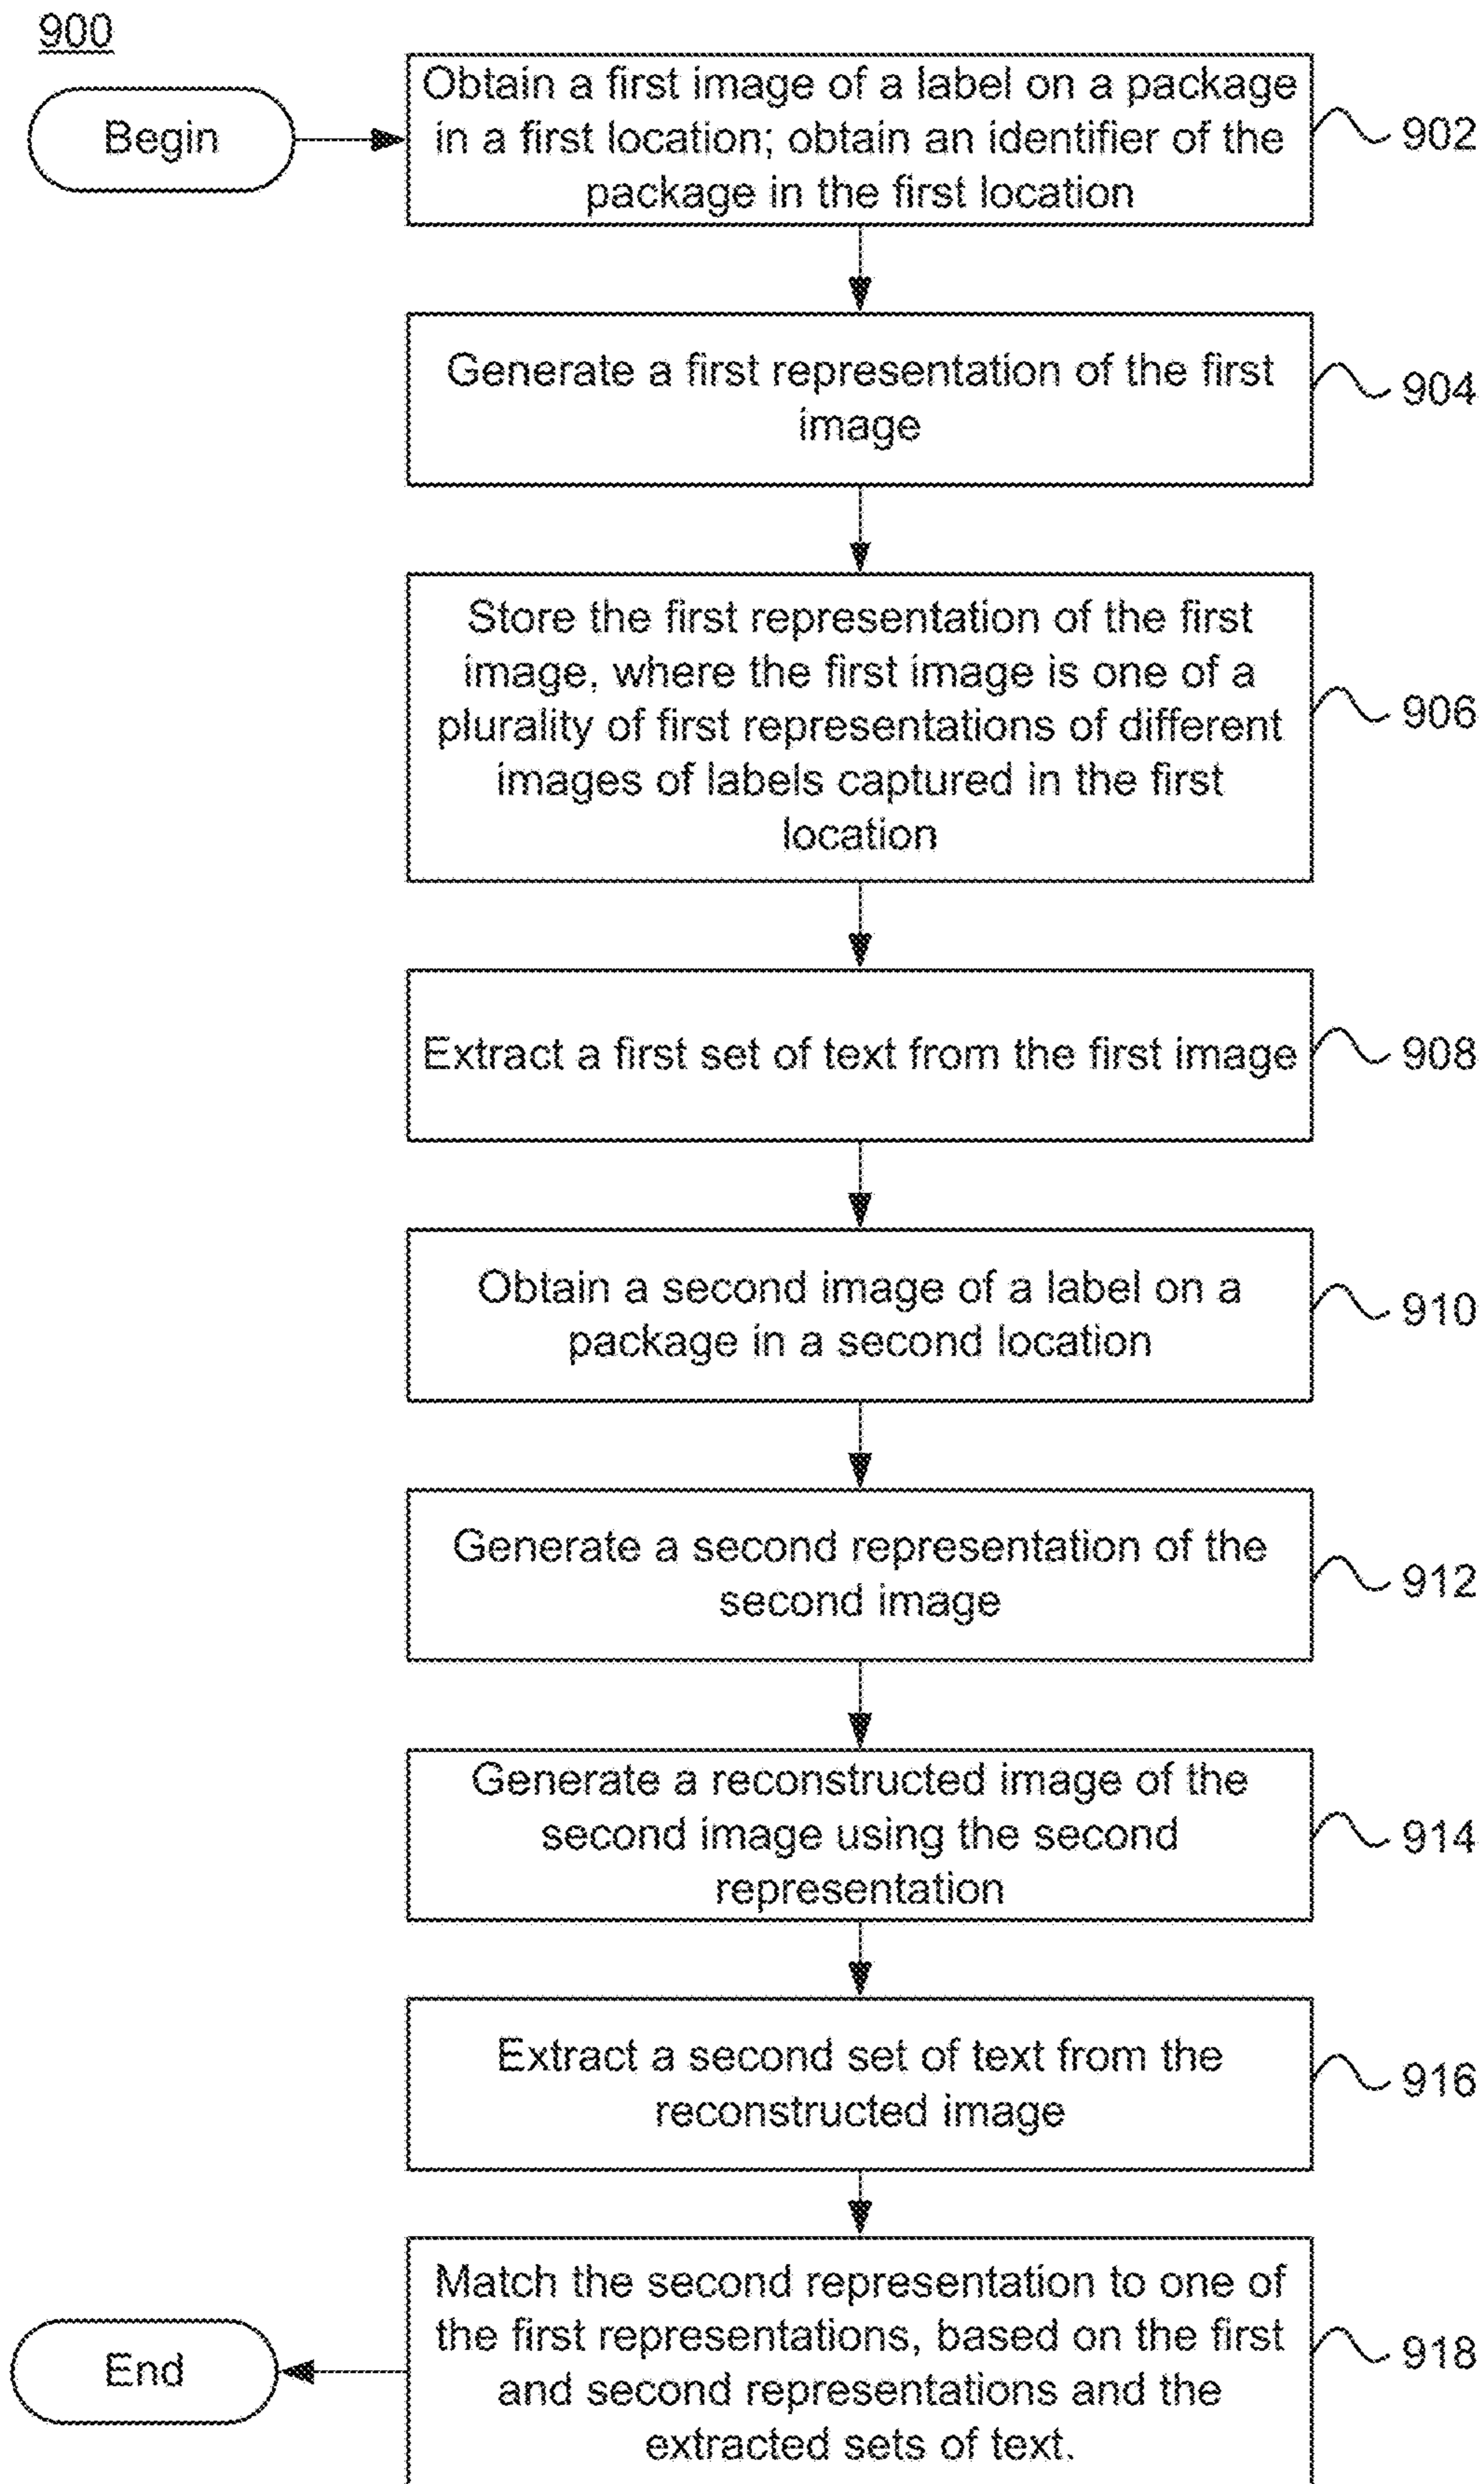 900
Begin
Obtain a first image of a label on a package
in a first location; obtain an identifier of the
package in the first location
902
Generate a first representation of the first
image
904
Store the first representation of the first
image, where the first image is one of a
plurality of first representations of different
images of labels captured in the first
location
906
Extract a first set of text from the first image
908
Obtain a second image of a label on a
package in a second location
910
Generate a second representation of the
second image
912
Generate a reconstructed image of the
second image using the second
representation
914
Extract a second set of text from the
reconstructed image
916
Match the second representation to one of
the first representations, based on the first
and second representations and the
extracted sets of text.
918
End